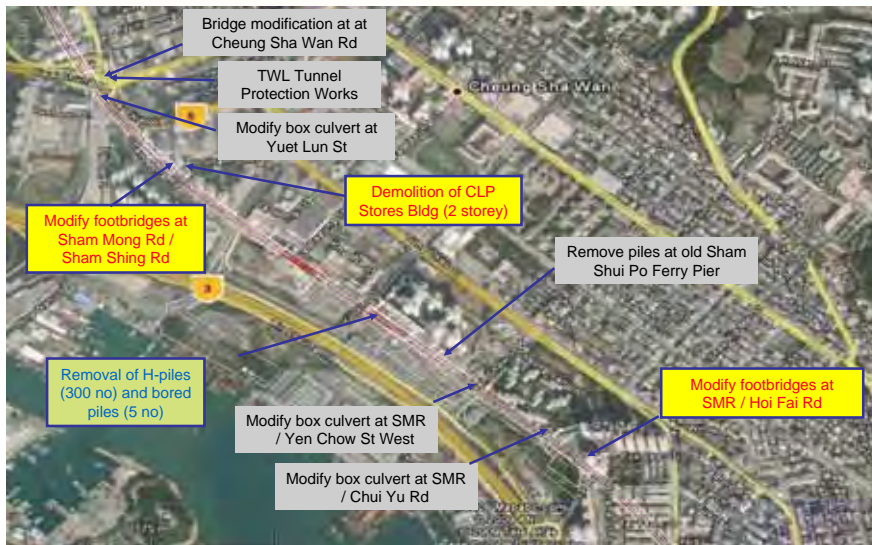 Bridge modification at at
Cheung Sha Wan Rd
TWL Tunnel
Protection Works
Modify box culvert at
Yuet Lun St
Cheung Sha Wan
Demolition of CLP
Stores Bldg (2 storey)
Modify footbridges at
Sham Mong Rd /
Sham Shing Rd
Remove piles at old Sham
Shui Po Ferry Pier
3
Removal of H-piles
(300 no) and bored
piles (5 no)
Modify footbridges at
SMR / Hoi Fai Rd
Modify box culvert at SMR
/ Yen Chow St West
Modify box culvert at SMR
/ Chui Yu Rd